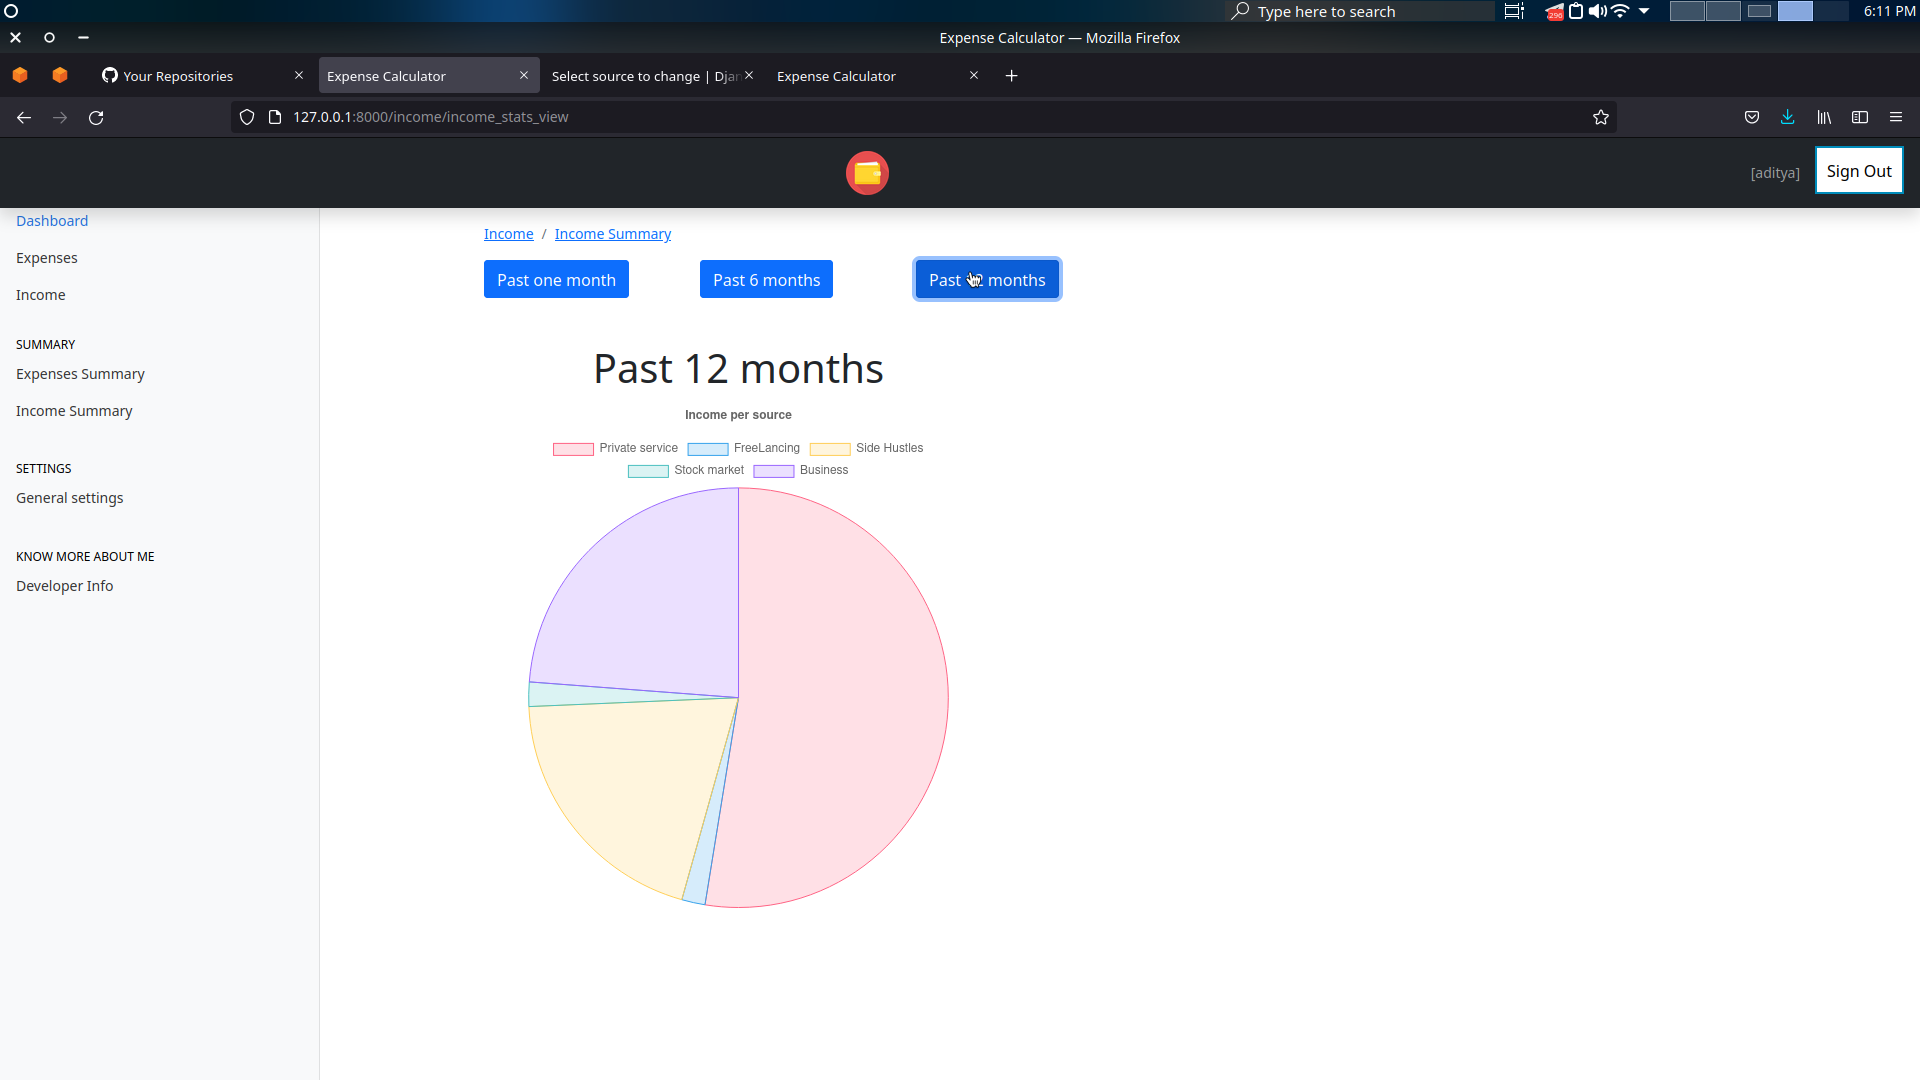 Type here to search
296
6:11 PM
Expense Calculator — Mozilla Firefox
Your Repositories
Expense Calculator
Select source to change | Djan
Expense Calculator
127.0.0.1:8000/income/income_stats_view
[aditya]
Sign Out
Dashboard
Expenses
Income
SUMMARY
Expenses Summary
Income Summary
SETTINGS
General settings
KNOW MORE ABOUT ME
Developer Info
Income / Income Summary
Past one month
Past 6 months
Past 12 months
Past 12 months
Income per source
Private service
FreeLancing
Side Hustles
Stock market
Business